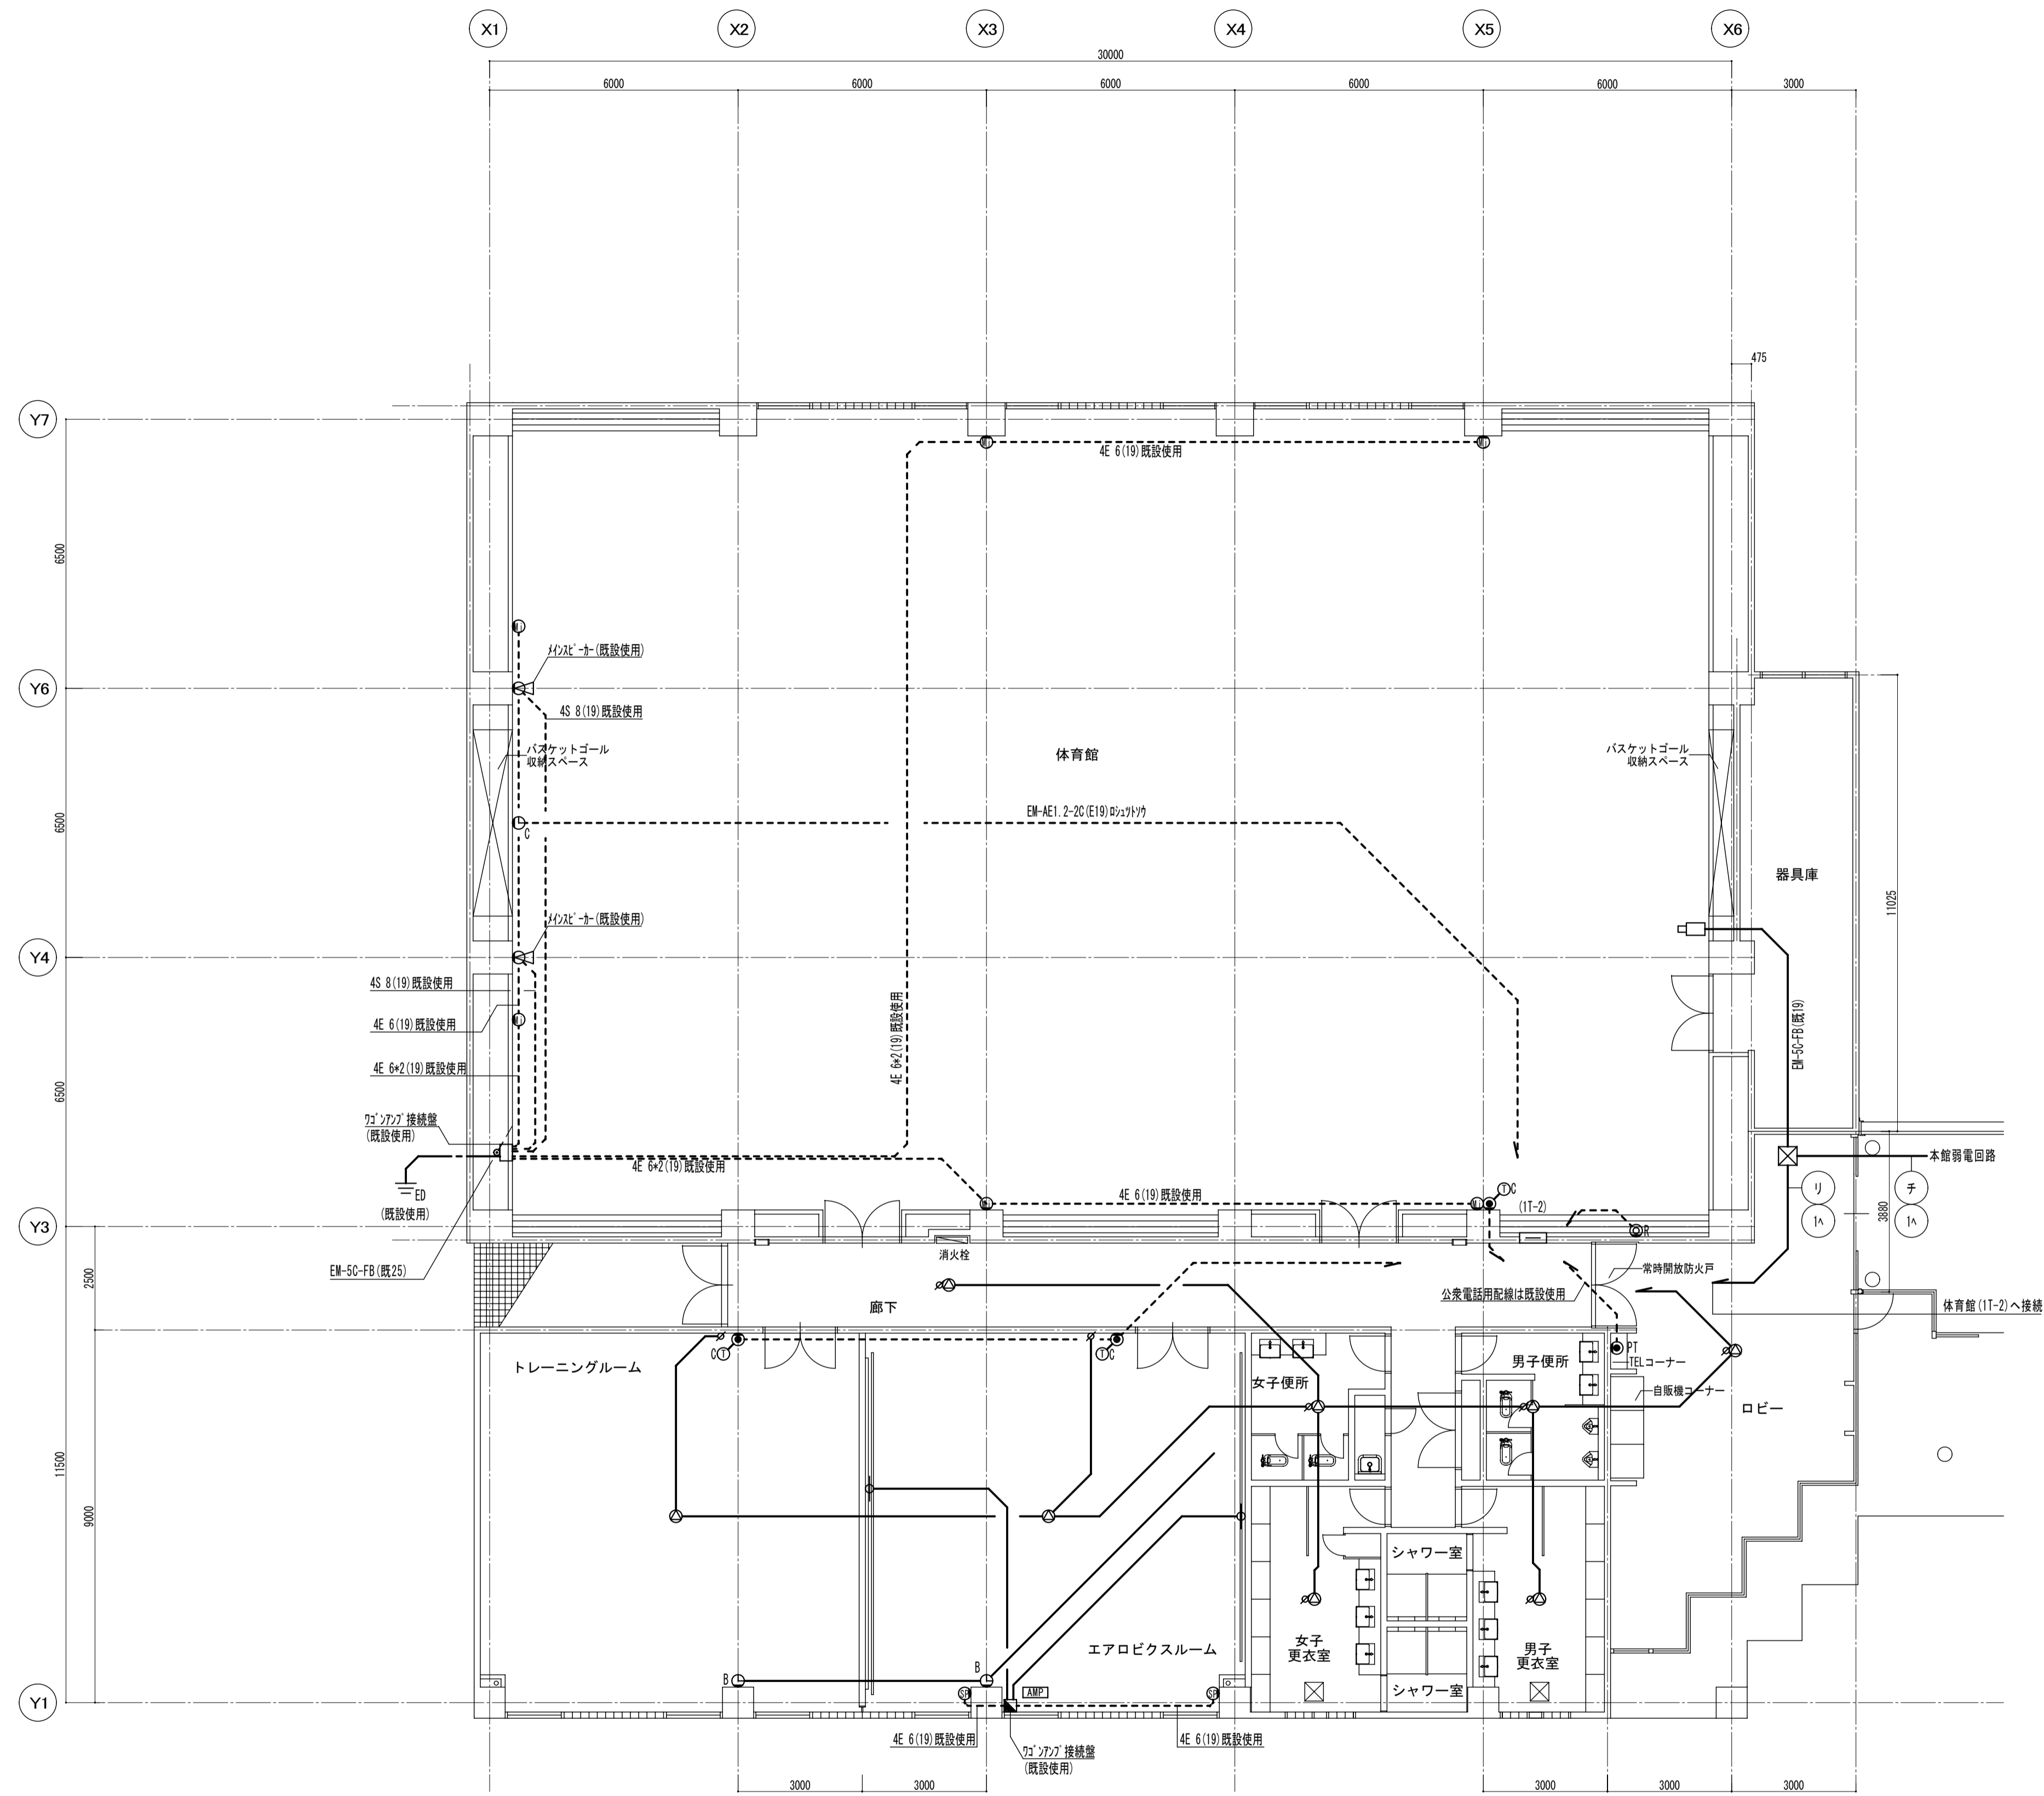 X1
X2
X3
X4
X5
X6
30000
6000
6000
6000
6000
6000
3000
475
Y7
4E 6(19)既設使用
6500
ﾒｲﾝｽﾋﾟｰｶｰ(既設使用)
Y6
4S 8(19)既設使用
バスケットゴール
収納スペース
体育館
バスケットゴール
収納スペース
EM-AE1.2-2C(E19)ﾛｼｭﾂﾄｿｳ
C
6500
器具庫
11025
ﾒｲﾝｽﾋﾟｰｶｰ(既設使用)
Y4
4S 8(19)既設使用
4E 6(19)既設使用
4E 6*2(19)既設使用
4E 6*2(19)既設使用
EM-5C-FB(既19)
6500
ﾜｺﾞﾝｱﾝﾌﾟ接続盤
(既設使用)
4E 6*2(19)既設使用
本館弱電回路
ED
(既設使用)
リ
チ
1ヘ
1ヘ
3880
4E 6(19)既設使用
T
C
(1T-2)
R
Y3
消火栓
EM-5C-FB(既25)
2500
常時開放防火戸
公衆電話用配線は既設使用
体育館(1T-2)へ接続
廊下
C
T
T
C
PT
TELコーナー
トレーニングルーム
女子便所
男子便所
自販機コーナー
ロビー
11500
9000
シャワー室
エアロビクスルーム
女子
更衣室
男子
更衣室
B
B
シャワー室
SP
AMP
SP
Y1
4E 6(19)既設使用
4E 6(19)既設使用
ﾜｺﾞﾝｱﾝﾌﾟ接続盤
(既設使用)
3000
3000
3000
3000
3000